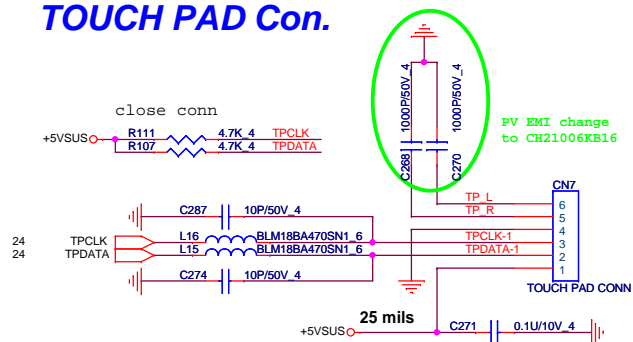 TOUCH PAD Con.
close conn
+5VSUS
R111 4.7K_4 TPCLK
R107 4.7K_4 TPDATA
1000P/50V_4
1000P/50V_4
C268
C270
PV EMI change
to CH21006KB16
CN7
TP_L 6
TP_R 5
4
TPCLK-1 3
TPDATA-1 2
1
TOUCH PAD CONN
C287 10P/50V_4
24 TPCLK L16 BLM18BA470SN1_6
24 TPDATA L15 BLM18BA470SN1_6
C274 10P/50V_4
25 mils
+5VSUS C271 0.1U/10V_4